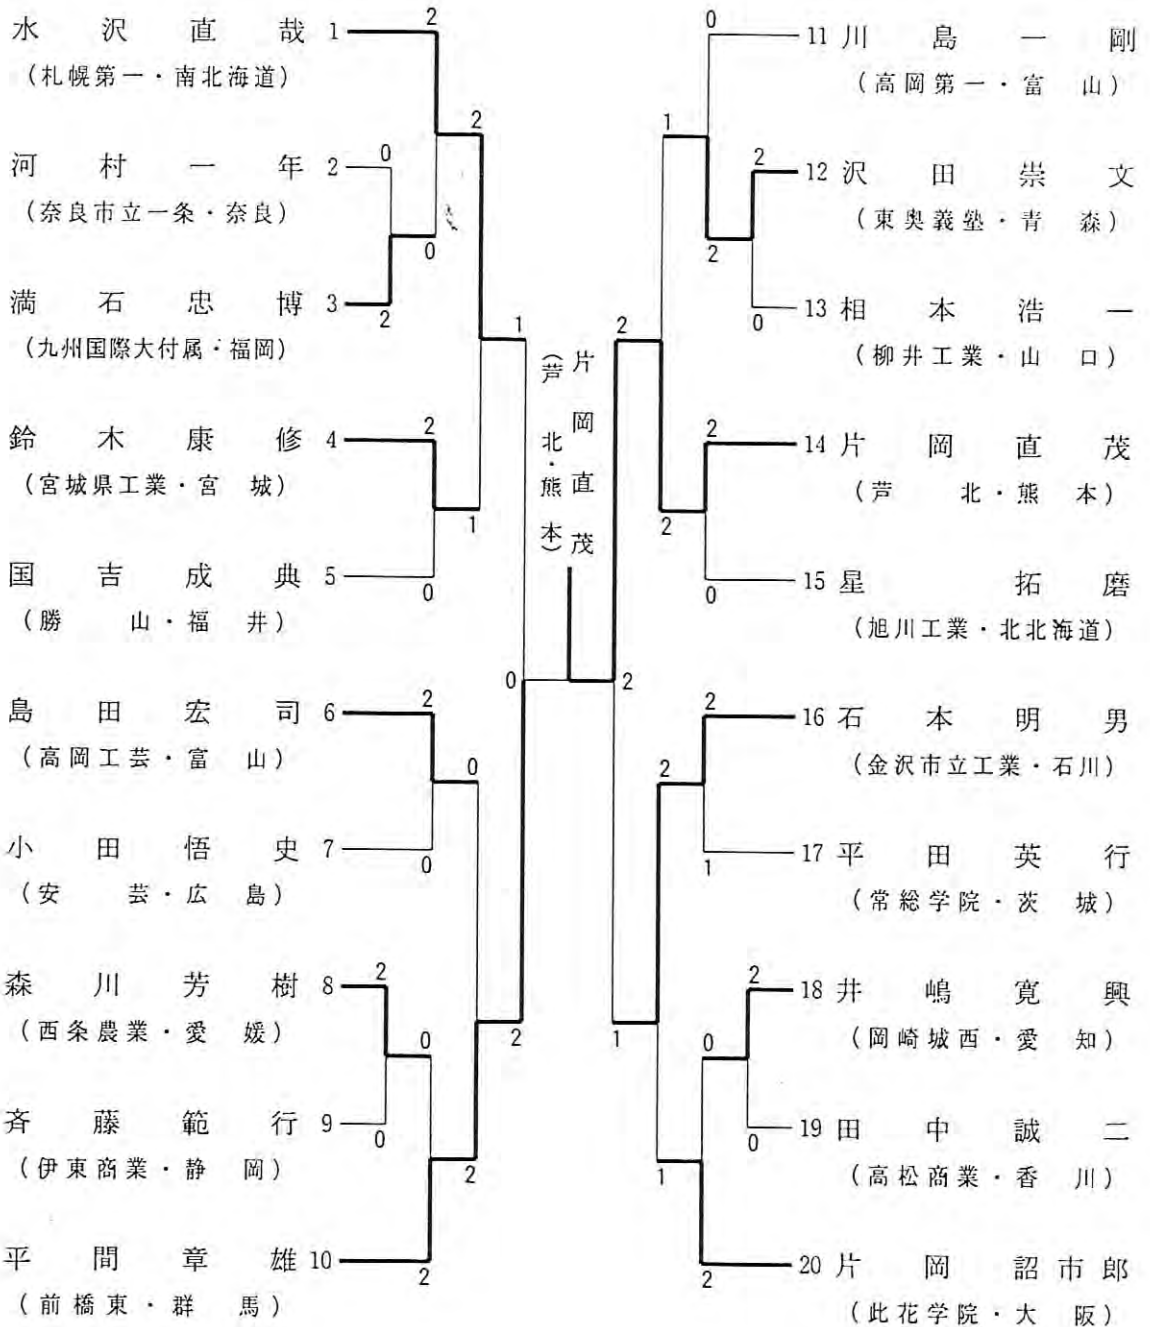 水沢直哉 1
(札幌第一・南北海道)
河村一年 2
(奈良市立一条・奈良)
満石忠博 3
(九州国際大付属・福岡)
鈴木康修 4
(宮城県工業・宮城)
国吉成典 5
(勝山・福井)
島田宏司 6
(高岡工芸・富山)
小田悟史 7
(安芸・広島)
森川芳樹 8
(西条農業・愛媛)
斉藤範行 9
(伊東商業・静岡)
平間章雄 10
(前橋東・群馬)
2
0
2
0
2
2
0
1
2
0
0
2
0
0
2
2
1
2
0
片岡直茂
(芦北・熊本)
2
2
1
1
2
2
1
0
2
2
0
2
0
2
1
0
2
0
2
11 川島一剛
(高岡第一・富山)
12 沢田崇文
(東奥義塾・青森)
13 相本浩一
(柳井工業・山口)
14 片岡直茂
(芦北・熊本)
15 星拓磨
(旭川工業・北北海道)
16 石本明男
(金沢市立工業・石川)
17 平田英行
(常総学院・茨城)
18 井嶋寛興
(岡崎城西・愛知)
19 田中誠二
(高松商業・香川)
20 片岡詔市郎
(此花学院・大阪)